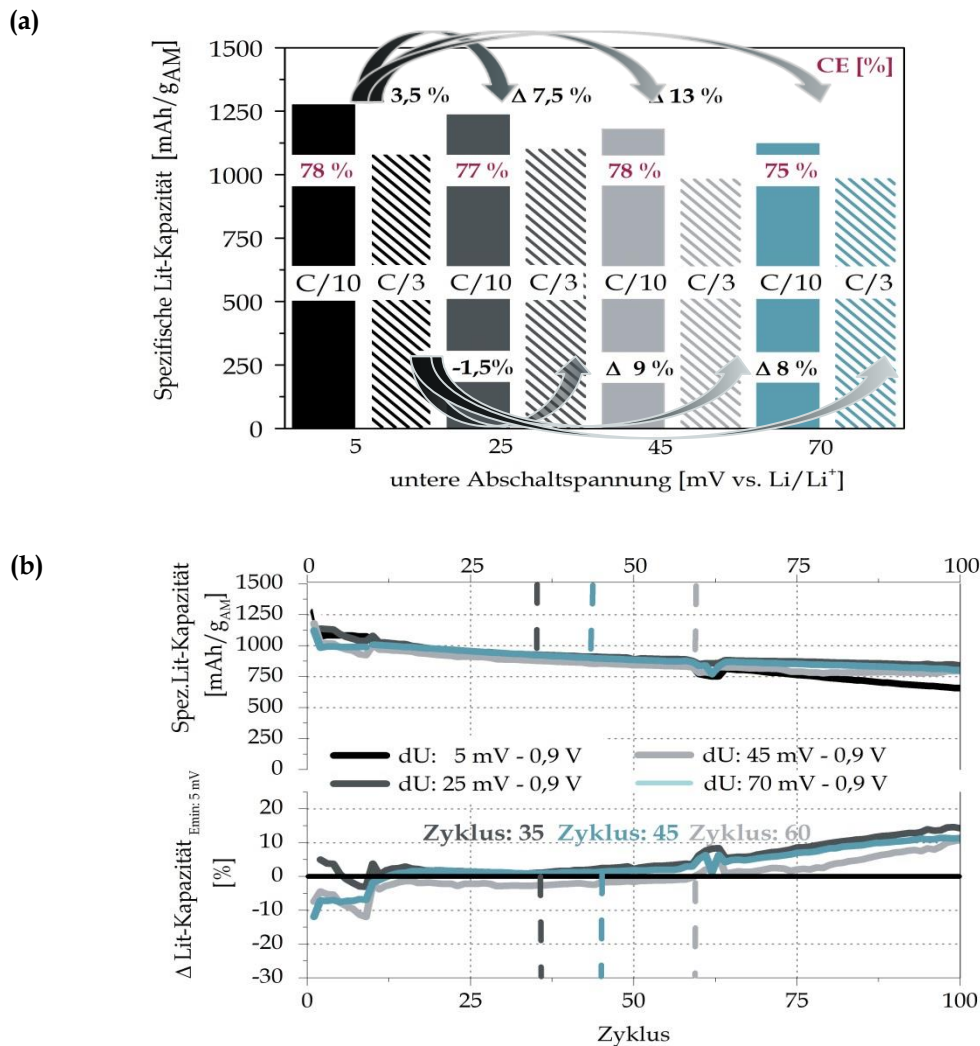 (a)
Spezifische Lit-Kapazität [mAh/gAM]
1500
1250
1000
750
500
250
0
CE [%]
3,5 % Δ 7,5 % Δ 13 %
78 % 77 % 78 % 75 %
C/10 C/3 C/10 C/3 C/10 C/3 C/10 C/3
-1,5% Δ 9 % Δ 8 %
5 25 45 70
untere Abschaltspannung [mV vs. Li/Li⁺]
(b)
0 25 50 75 100
Spez.Lit-Kapazität
[mAh/gAM]
1500
1250
1000
750
500
250
0
dU: 5 mV - 0,9 V dU: 45 mV - 0,9 V
dU: 25 mV - 0,9 V dU: 70 mV - 0,9 V
Δ Lit-Kapazität Emin: 5 mV
[%]
20
10
0
-10
-20
-30
Zyklus: 35 Zyklus: 45 Zyklus: 60
0 25 50 75 100
Zyklus